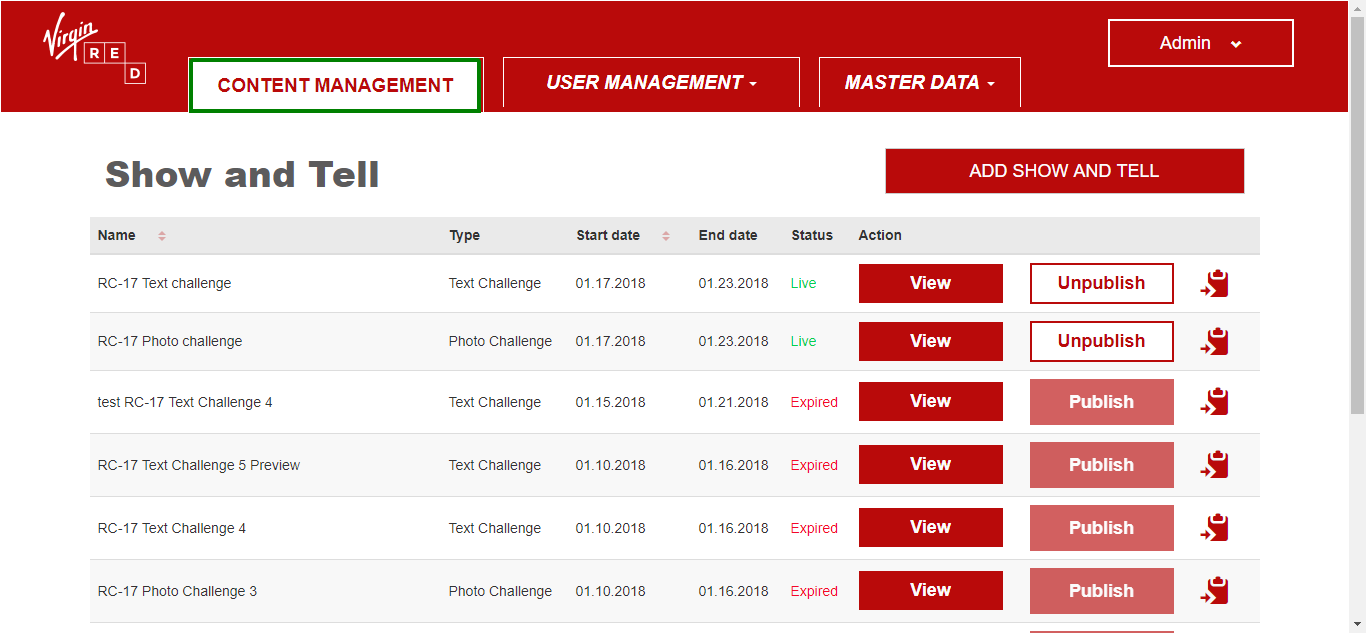 Virgin
RED
Admin
CONTENT MANAGEMENT
USER MANAGEMENT
MASTER DATA
Show and Tell
ADD SHOW AND TELL
Name Type Start date End date Status Action
RC-17 Text challenge Text Challenge 01.17.2018 01.23.2018 Live View Unpublish
RC-17 Photo challenge Photo Challenge 01.17.2018 01.23.2018 Live View Unpublish
test RC-17 Text Challenge 4 Text Challenge 01.15.2018 01.21.2018 Expired View Publish
RC-17 Text Challenge 5 Preview Text Challenge 01.10.2018 01.16.2018 Expired View Publish
RC-17 Text Challenge 4 Text Challenge 01.10.2018 01.16.2018 Expired View Publish
RC-17 Photo Challenge 3 Photo Challenge 01.10.2018 01.16.2018 Expired View Publish